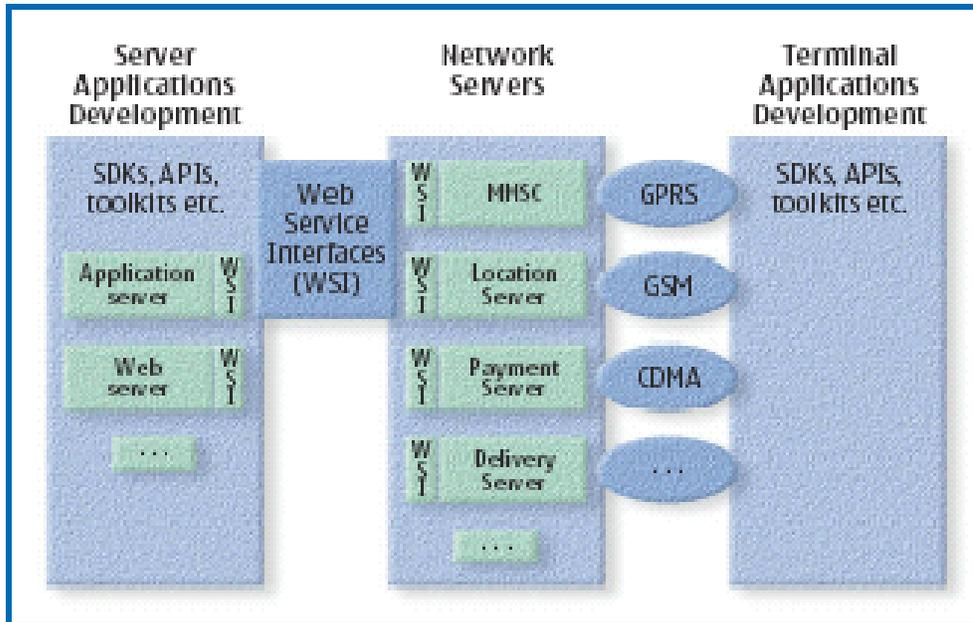 Server
Applications
Development
SDKs, APIs,
toolkits etc.
Application
server
WSI
Web
server
WSI
...
Web
Service
Interfaces
(WSI)
Network
Servers
WSI
MMSC
WSI
Location
Server
WSI
Payment
Server
WSI
Delivery
Server
...
GPRS
GSM
CDMA
...
Terminal
Applications
Development
SDKs, APIs,
toolkits etc.